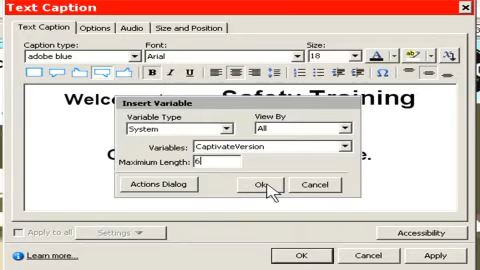 Text Caption
Text Caption Options Audio Size and Position
Caption type: Font: Size:
adobe blue Arial 18 A ab
B I U Ω
Welco Safety Training
Insert Variable
Variable Type View By
System All
Variables: CaptivateVersion
Maximum Length: 6
Actions Dialog Ok Cancel
Apply to all Settings Accessibility
Learn more... OK Cancel Apply